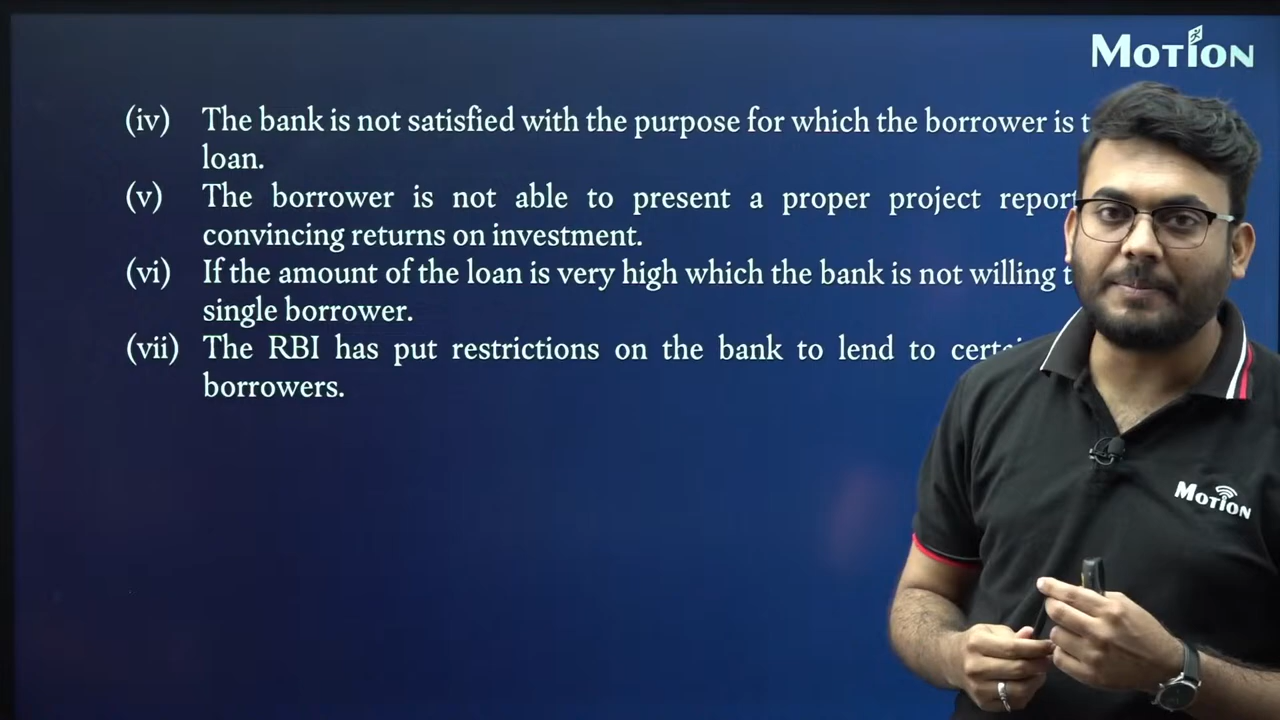 MOTION
(iv) The bank is not satisfied with the purpose for which the borrower is
loan.
(v) The borrower is not able to present a proper project report
convincing returns on investment.
(vi) If the amount of the loan is very high which the bank is not willing
single borrower.
(vii) The RBI has put restrictions on the bank to lend to
borrowers.
MOTION